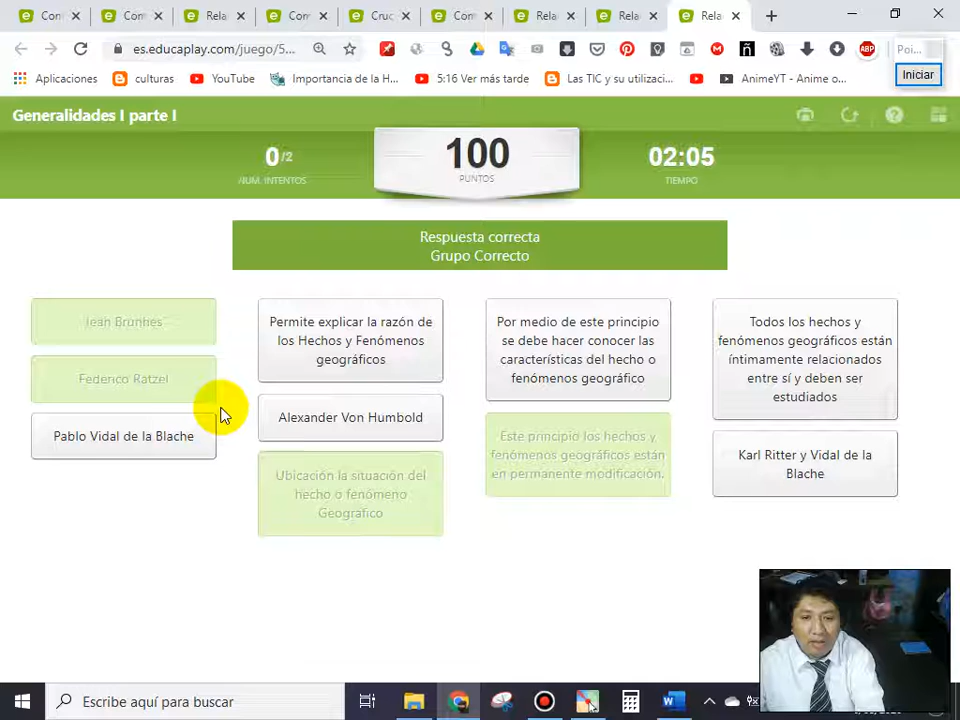 Con
Con
Rela
Con
Cruc
Con
Rela
Rela
Rela
es.educaplay.com/juego/5...
ABP
Poi...
Iniciar
Aplicaciones
culturas
YouTube
Importancia de la H...
5:16 Ver más tarde
Las TIC y su utilizaci...
AnimeYT - Anime o...
Generalidades I parte I
0/2
NUM. INTENTOS
100
PUNTOS
02:05
TIEMPO
Respuesta correcta
Grupo Correcto
Jean Brunhes
Federico Ratzel
Pablo Vidal de la Blache
Permite explicar la razón de
los Hechos y Fenómenos
geográficos
Alexander Von Humbold
Ubicación la situación del
hecho o fenómeno
Geográfico
Por medio de este principio
se debe hacer conocer las
características del hecho o
fenómenos geográfico
Este principio los hechos y
fenómenos geográficos están
en permanente modificación.
Todos los hechos y
fenómenos geográficos están
íntimamente relacionados
entre sí y deben ser
estudiados
Karl Ritter y Vidal de la
Blache
Escribe aquí para buscar